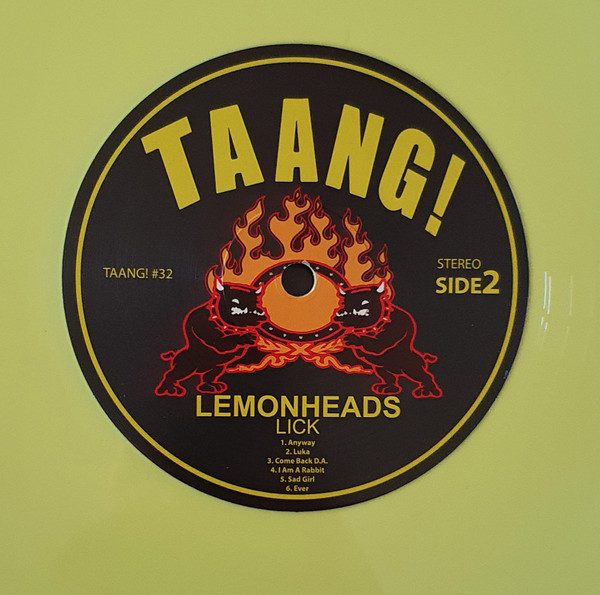 TAANG!
TAANG! #32
STEREO
SIDE2
LEMONHEADS
LICK
1. Anyway
2. Luka
3. Come Back D.A.
4. I Am A Rabbit
5. Sad Girl
6. Ever